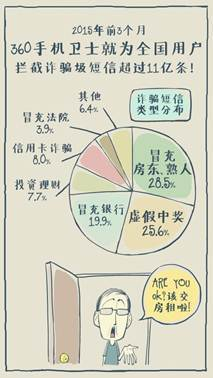 2015年前3个月
360手机卫士就为全国用户
拦截诈骗级短信超过11亿条!
诈骗短信
类型分布
其他
6.4%
冒充法院
3.9%
信用卡诈骗
8.0%
投资理财
7.7%
冒充
房东、熟人
28.5%
冒充银行
19.9%
虚假中奖
25.6%
ARE YOU
OK?该交
房租啦!